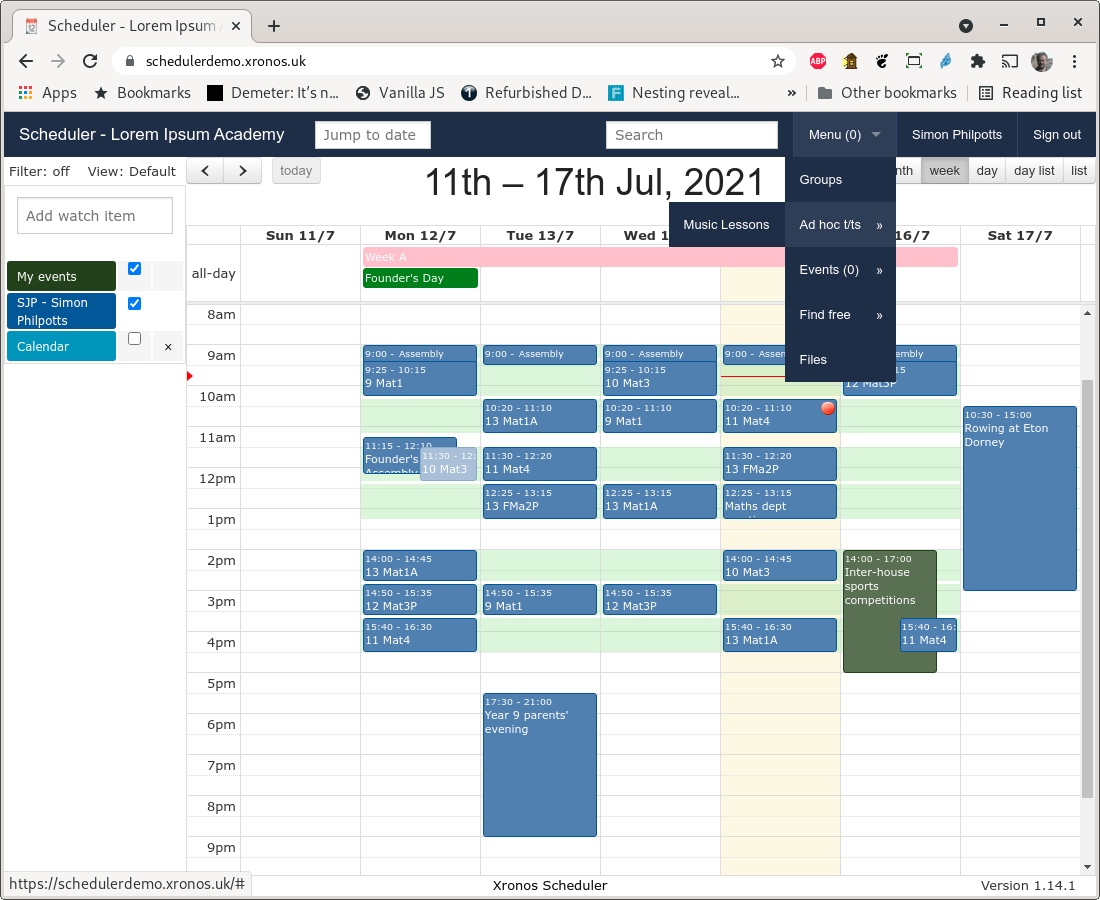 Scheduler - Lorem Ipsum A
schedulerdemo.xronos.uk
ABP
Apps
Bookmarks
Demeter: It's n...
Vanilla JS
Refurbished D...
Nesting reveal...
»
Other bookmarks
Reading list
Scheduler - Lorem Ipsum Academy
Jump to date
Search
Menu (0)
Simon Philpotts
Sign out
Filter: off
View: Default
today
11th – 17th Jul, 2021
nth
week
day
day list
list
Groups
Music Lessons
Ad hoc t/ts »
Events (0) »
Find free »
Files
Add watch item
My events
SJP - Simon
Philpotts
Calendar
×
Sun 11/7
Mon 12/7
Tue 13/7
Wed 1
16/7
Sat 17/7
all-day
Week A
Founder's Day
8am
9am
10am
11am
12pm
1pm
2pm
3pm
4pm
5pm
6pm
7pm
8pm
9pm
9:00 - Assembly
9:25 - 10:15
9 Mat1
11:15 - 12:10
Founder's
Assembly
11:30 - 12:
10 Mat3
14:00 - 14:45
13 Mat1A
14:50 - 15:35
12 Mat3P
15:40 - 16:30
11 Mat4
9:00 - Assembly
10:20 - 11:10
13 Mat1A
11:30 - 12:20
11 Mat4
12:25 - 13:15
13 FMa2P
14:50 - 15:35
9 Mat1
17:30 - 21:00
Year 9 parents'
evening
9:00 - Assembly
9:25 - 10:15
10 Mat3
10:20 - 11:10
9 Mat1
12:25 - 13:15
13 Mat1A
14:50 - 15:35
12 Mat3P
9:00 - Assem
10:20 - 11:10
11 Mat4
11:30 - 12:20
13 FMa2P
12:25 - 13:15
Maths dept
14:00 - 14:45
10 Mat3
15:40 - 16:30
13 Mat1A
embly
:15
12 Mat3P
14:00 - 17:00
Inter-house
sports
competitions
15:40 - 16:
11 Mat4
10:30 - 15:00
Rowing at Eton
Dorney
https://schedulerdemo.xronos.uk/#
Xronos Scheduler
Version 1.14.1